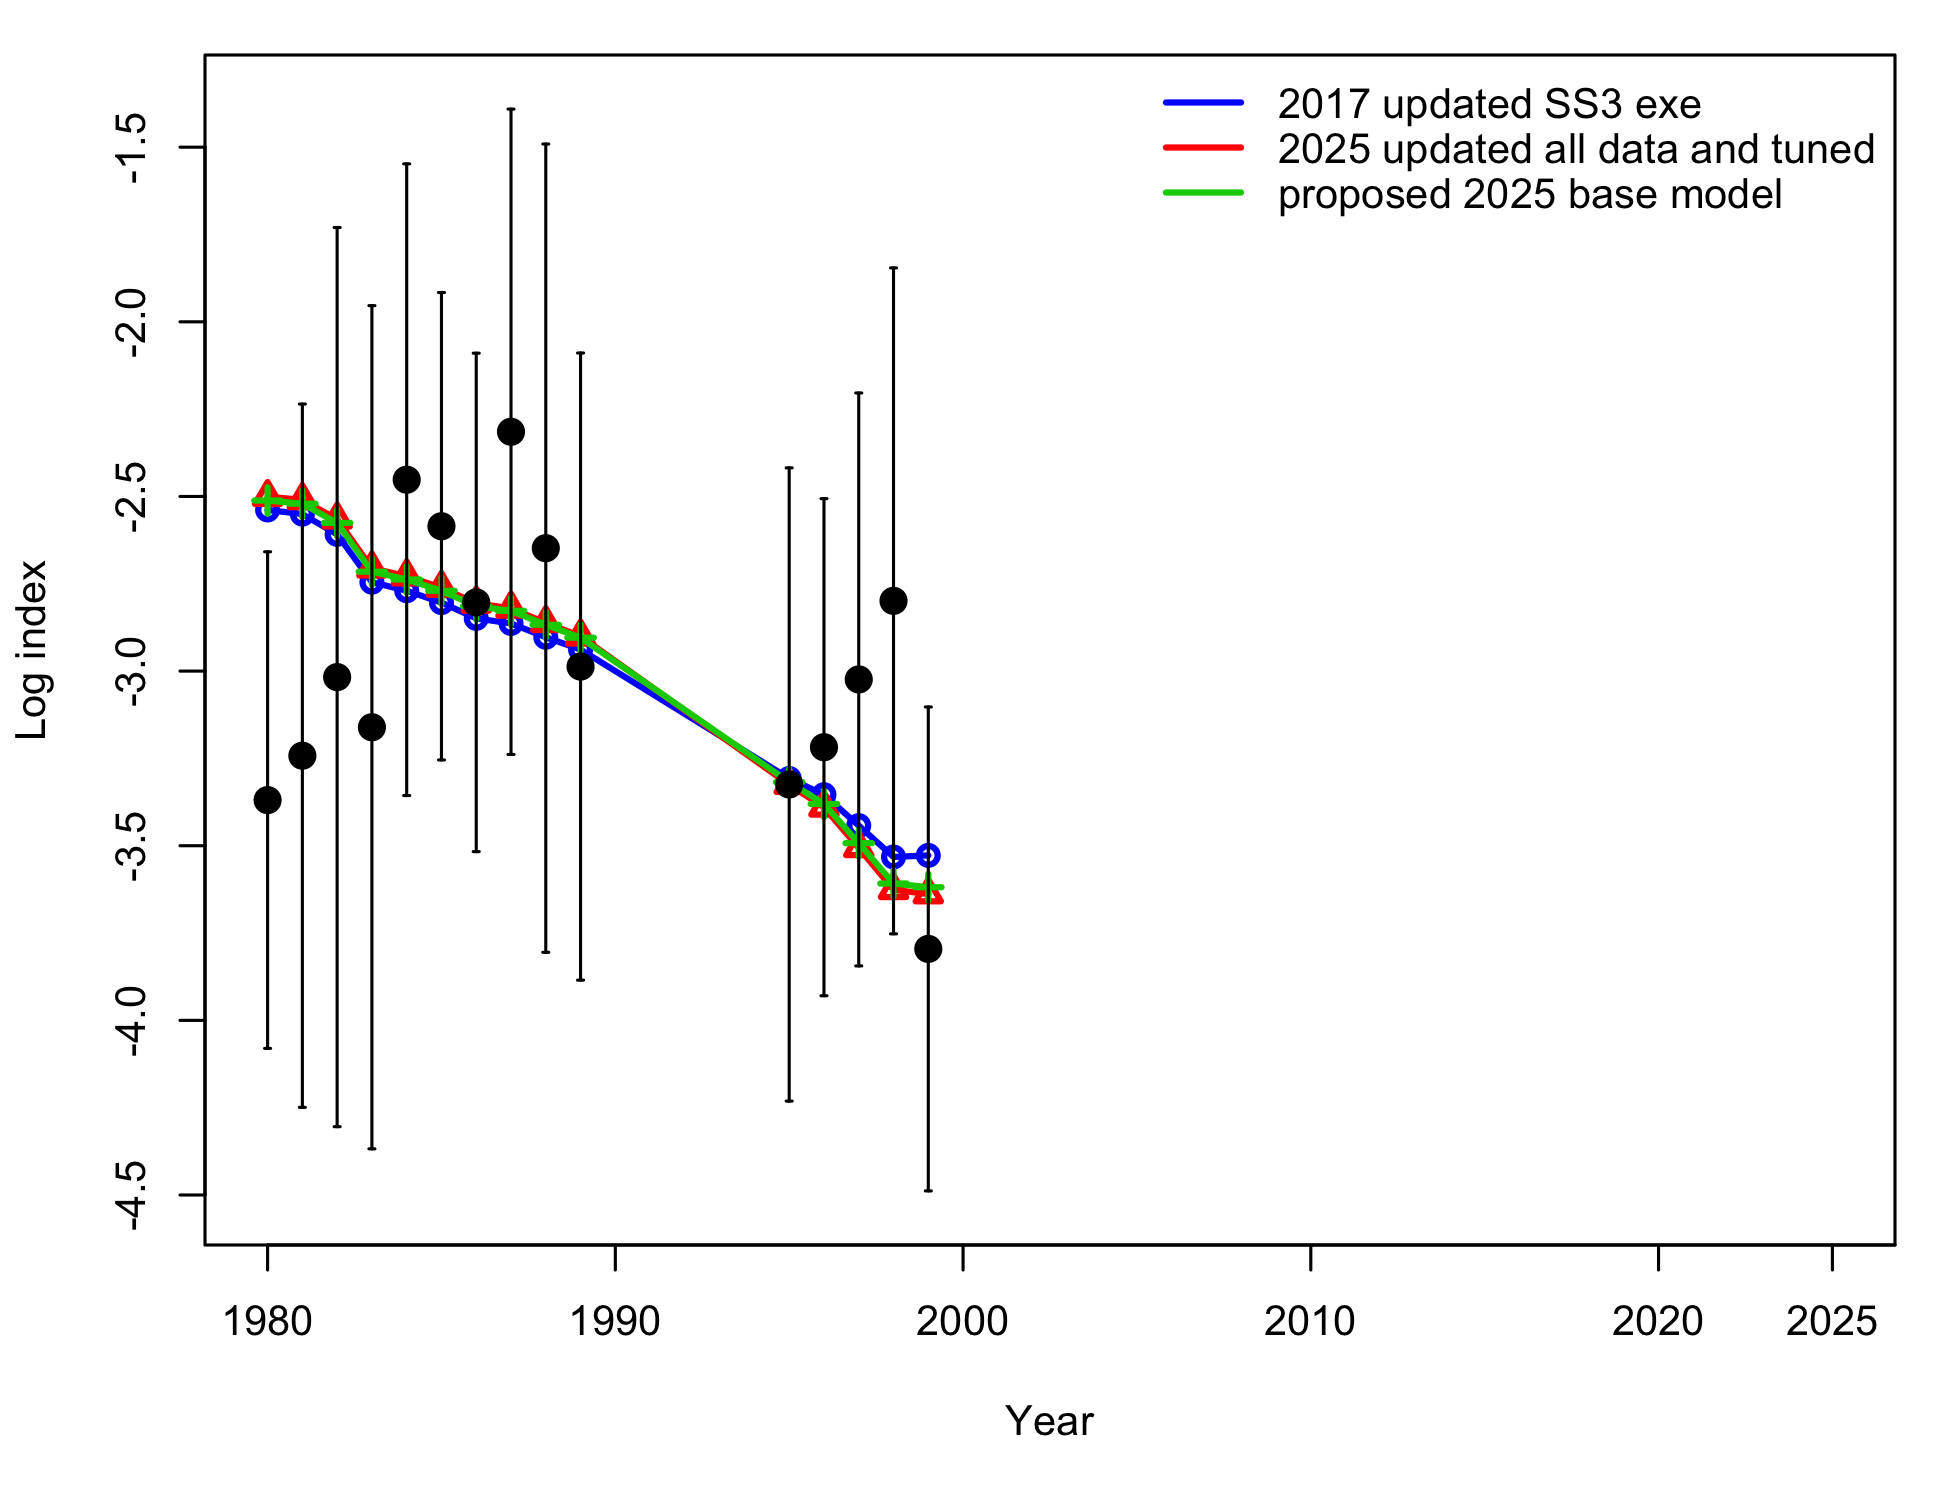 2017 updated SS3 exe
2025 updated all data and tuned
proposed 2025 base model
Log index
-1.5
-2.0
-2.5
-3.0
-3.5
-4.0
-4.5
1980 1990 2000 2010 2020 2025
Year